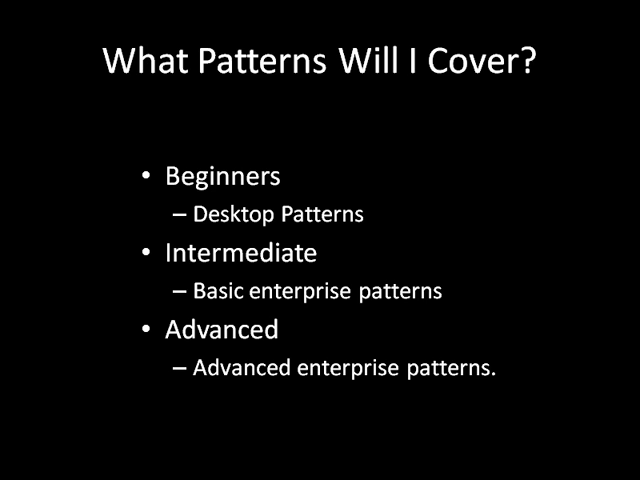 What Patterns Will I Cover?
• Beginners
– Desktop Patterns
• Intermediate
– Basic enterprise patterns
• Advanced
– Advanced enterprise patterns.